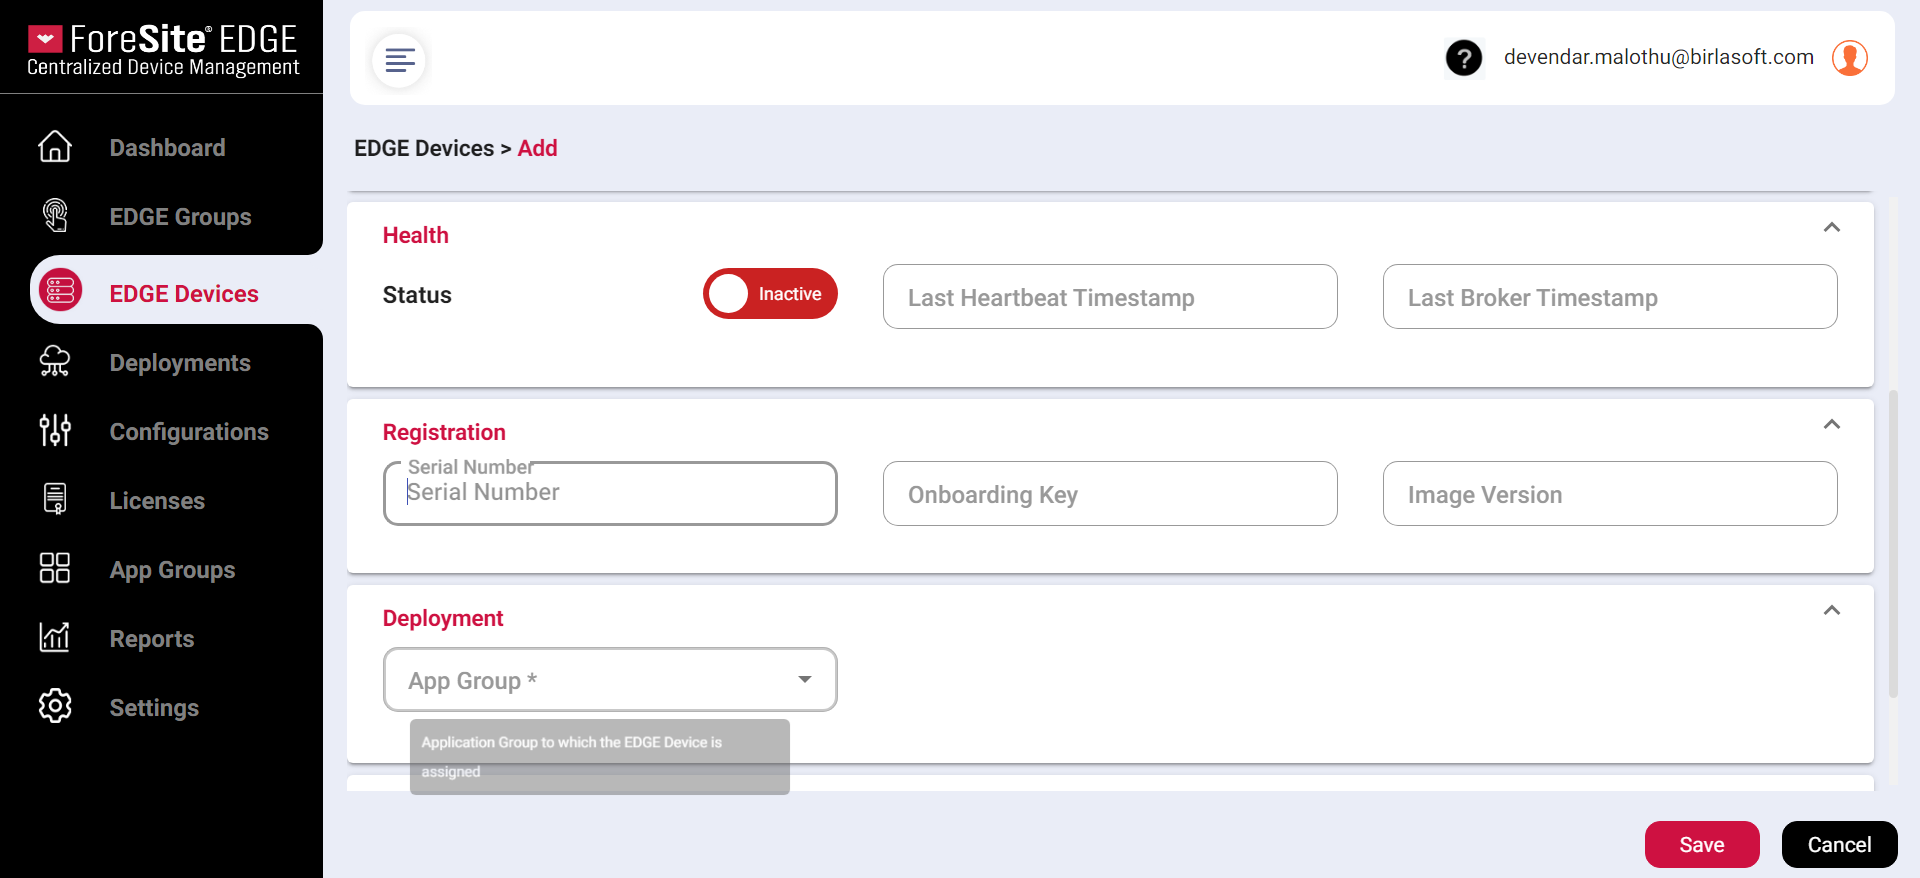 ForeSite® EDGE
Centralized Device Management
?
devendar.malothu@birlasoft.com
Dashboard
EDGE Groups
EDGE Devices
Deployments
Configurations
Licenses
App Groups
Reports
Settings
EDGE Devices > Add
Health
Status
Inactive
Last Heartbeat Timestamp
Last Broker Timestamp
Registration
Serial Number
Serial Number
Onboarding Key
Image Version
Deployment
App Group *
Application Group to which the EDGE Device is
assigned
Save
Cancel